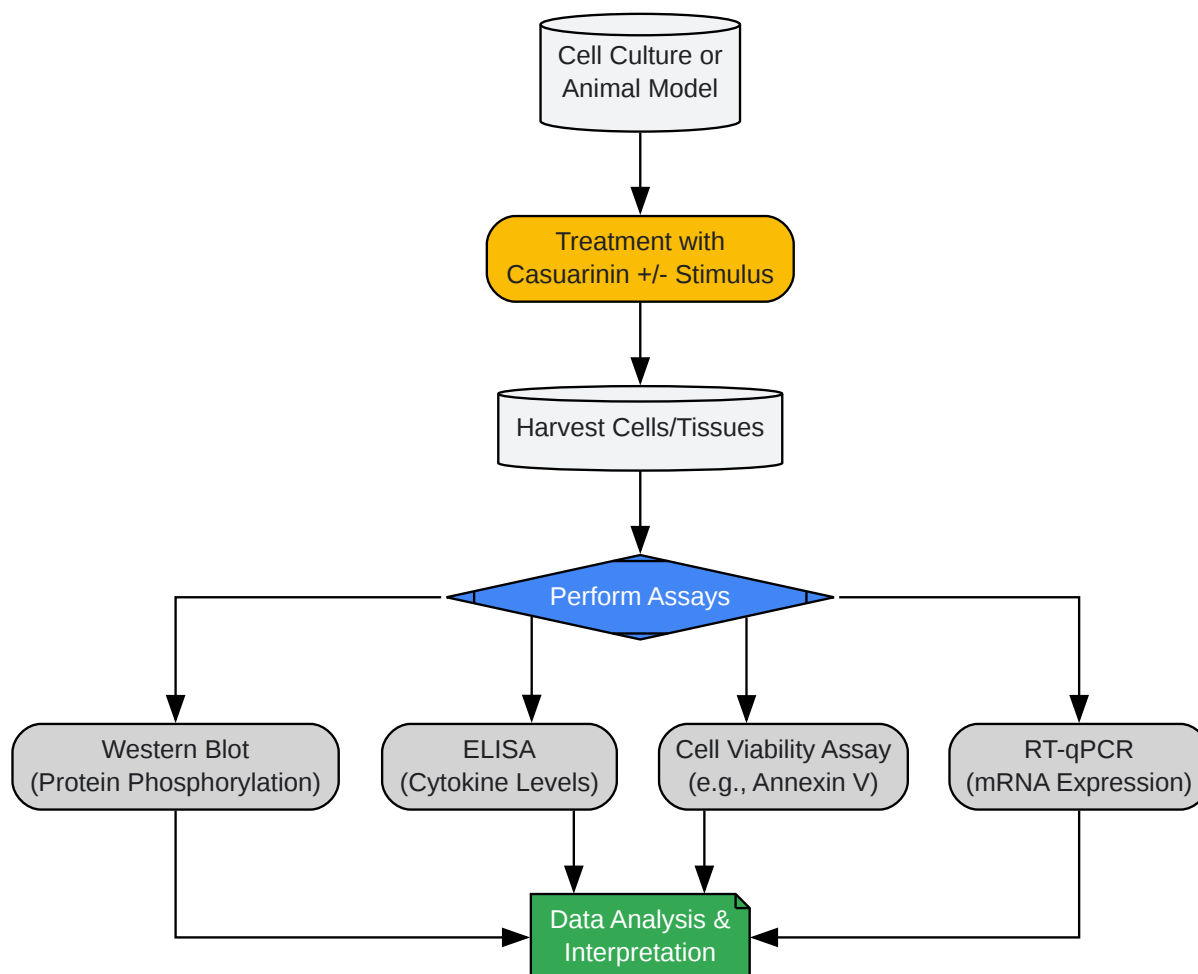 Cell Culture or
Animal Model
Treatment with
Casuarinin +/- Stimulus
Harvest Cells/Tissues
Perform Assays
Western Blot
(Protein Phosphorylation)
ELISA
(Cytokine Levels)
Cell Viability Assay
(e.g., Annexin V)
RT-qPCR
(mRNA Expression)
Data Analysis &
Interpretation